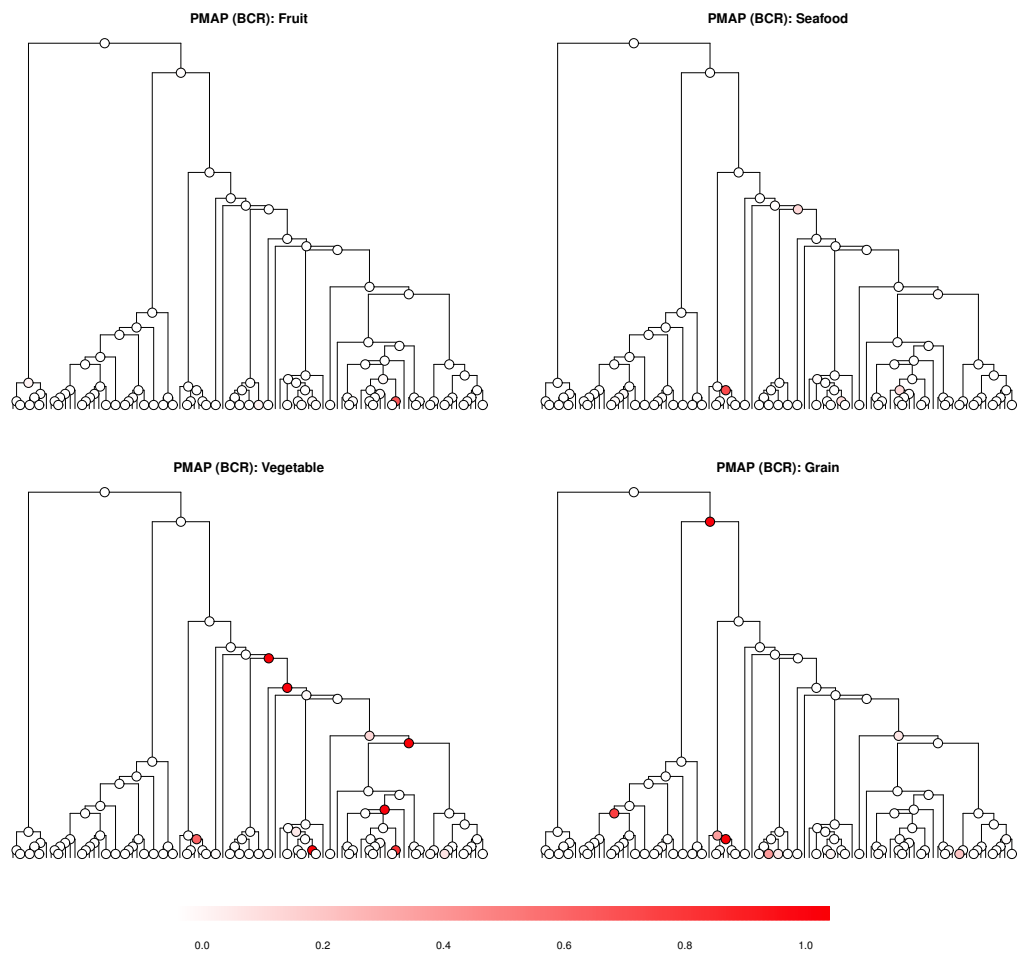 PMAP (BCR): Fruit
PMAP (BCR): Seafood
PMAP (BCR): Vegetable
PMAP (BCR): Grain
0.0 0.2 0.4 0.6 0.8 1.0